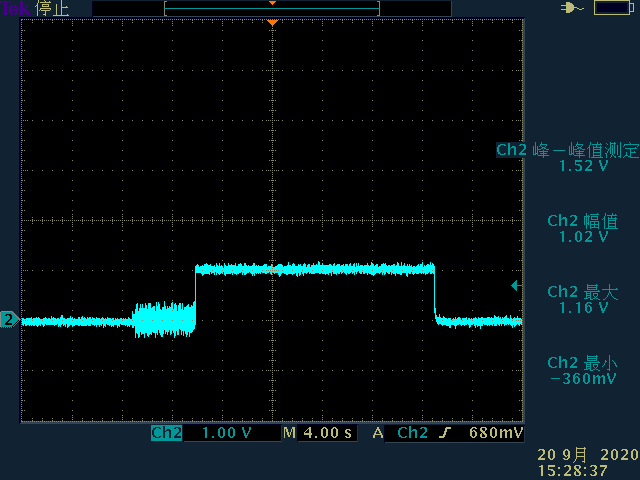 Tek 停止
Ch2 峰－峰值测定
1.52 V
Ch2 幅值
1.02 V
Ch2 最大
1.16 V
Ch2 最小
−360mV
2
Ch2 1.00 V M 4.00 s A Ch2 680mV
20 9月 2020
15:28:37